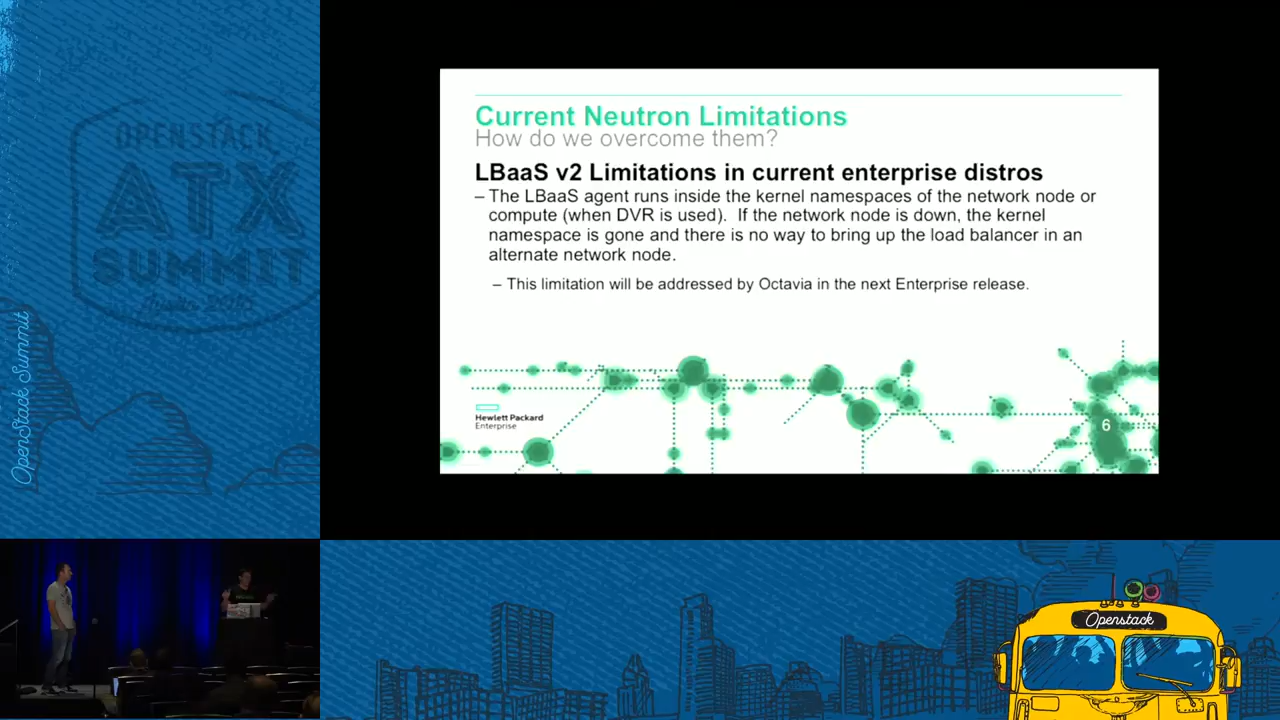 OPENSTACK
ATX
SUMMIT
Austin 2016
OpenStack Summit
Current Neutron Limitations
How do we overcome them?
LBaaS v2 Limitations in current enterprise distros
– The LBaaS agent runs inside the kernel namespaces of the network node or
compute (when DVR is used). If the network node is down, the kernel
namespace is gone and there is no way to bring up the load balancer in an
alternate network node.
– This limitation will be addressed by Octavia in the next Enterprise release.
Hewlett Packard
Enterprise
6
Openstack